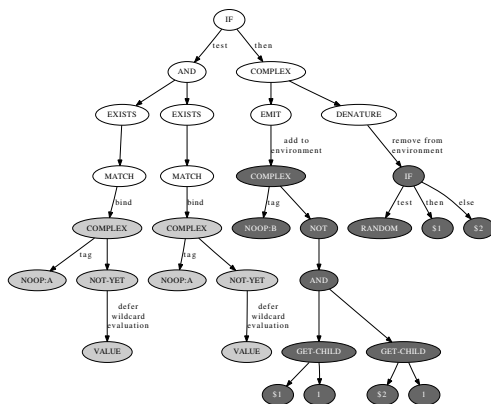 IF
test
then
AND
COMPLEX
EXISTS
EXISTS
EMIT
DENATURE
add to
environment
remove from
environment
MATCH
MATCH
COMPLEX
IF
bind
bind
tag
test
then
else
COMPLEX
COMPLEX
NOOP:B
NOT
RANDOM
$1
$2
tag
tag
NOOP:A
NOT-YET
NOOP:A
NOT-YET
AND
defer
wildcard
evaluation
defer
wildcard
evaluation
VALUE
VALUE
GET-CHILD
GET-CHILD
$1
1
$2
1